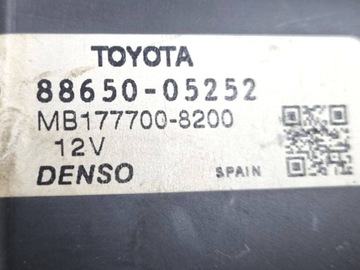 TOYOTA
88650-05252
MB177700-8200
12V
DENSO SPAIN